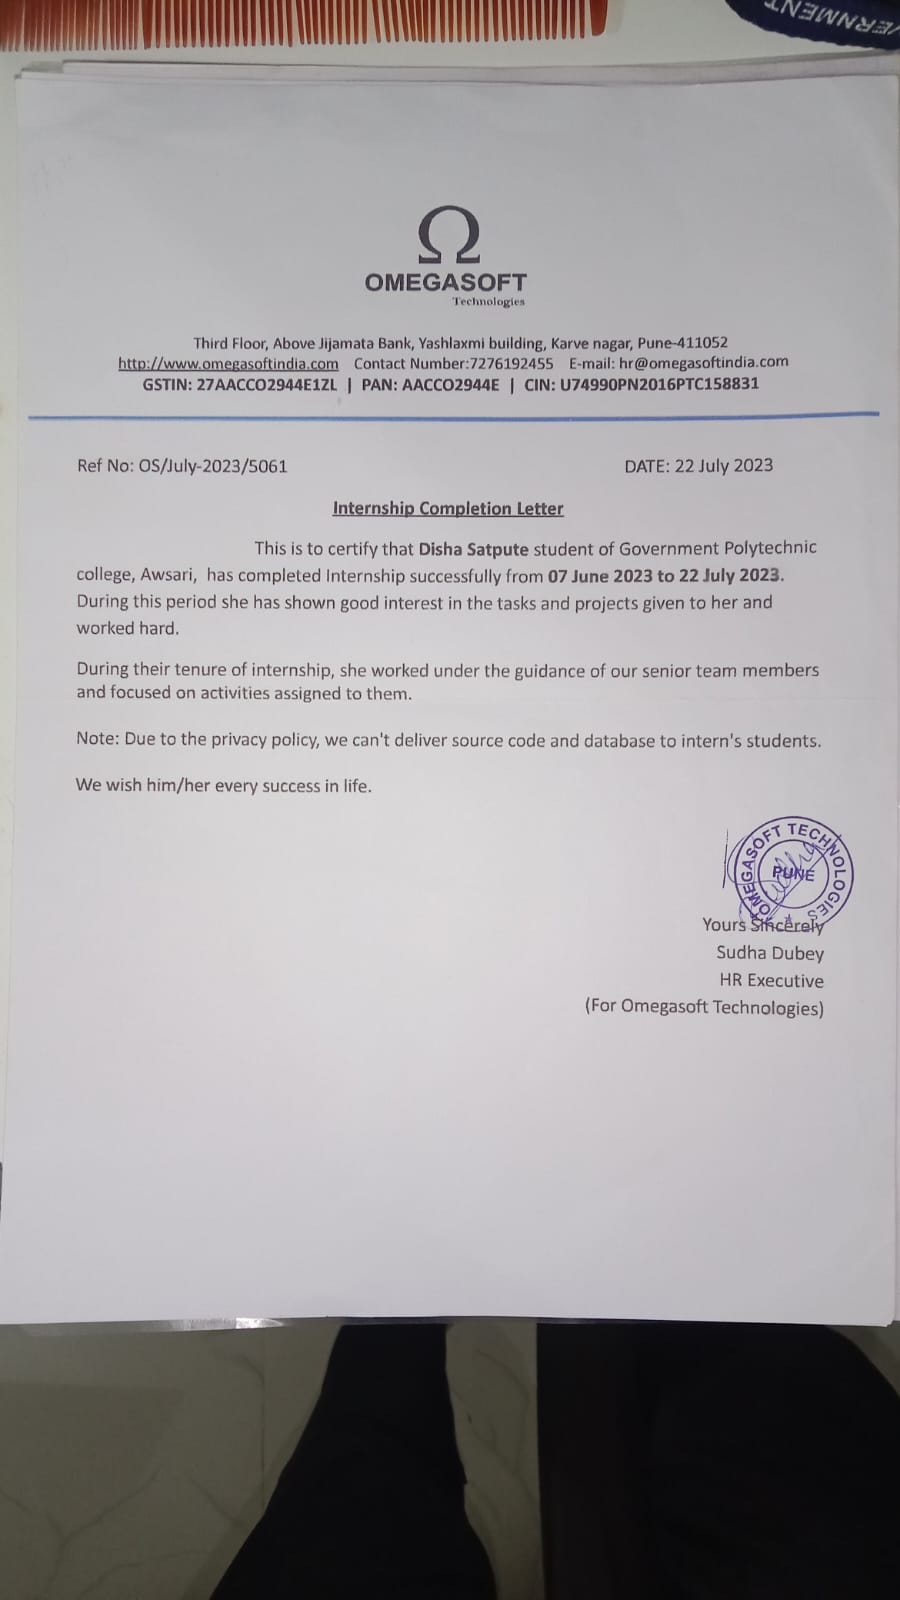 VERNMENT
Ω
OMEGASOFT
Technologies
Third Floor, Above Jijamata Bank, Yashlaxmi building, Karve nagar, Pune-411052
http://www.omegasoftindia.com Contact Number:7276192455 E-mail: hr@omegasoftindia.com
GSTIN: 27AACCO2944E1ZL | PAN: AACCO2944E | CIN: U74990PN2016PTC158831
Ref No: OS/July-2023/5061 DATE: 22 July 2023
Internship Completion Letter
This is to certify that Disha Satpute student of Government Polytechnic
college, Awsari, has completed Internship successfully from 07 June 2023 to 22 July 2023.
During this period she has shown good interest in the tasks and projects given to her and
worked hard.
During their tenure of internship, she worked under the guidance of our senior team members
and focused on activities assigned to them.
Note: Due to the privacy policy, we can't deliver source code and database to intern's students.
We wish him/her every success in life.
OMEGASOFT TECHNOLOGIES
PUNE
Sudha
Yours Sincerely
Sudha Dubey
HR Executive
(For Omegasoft Technologies)